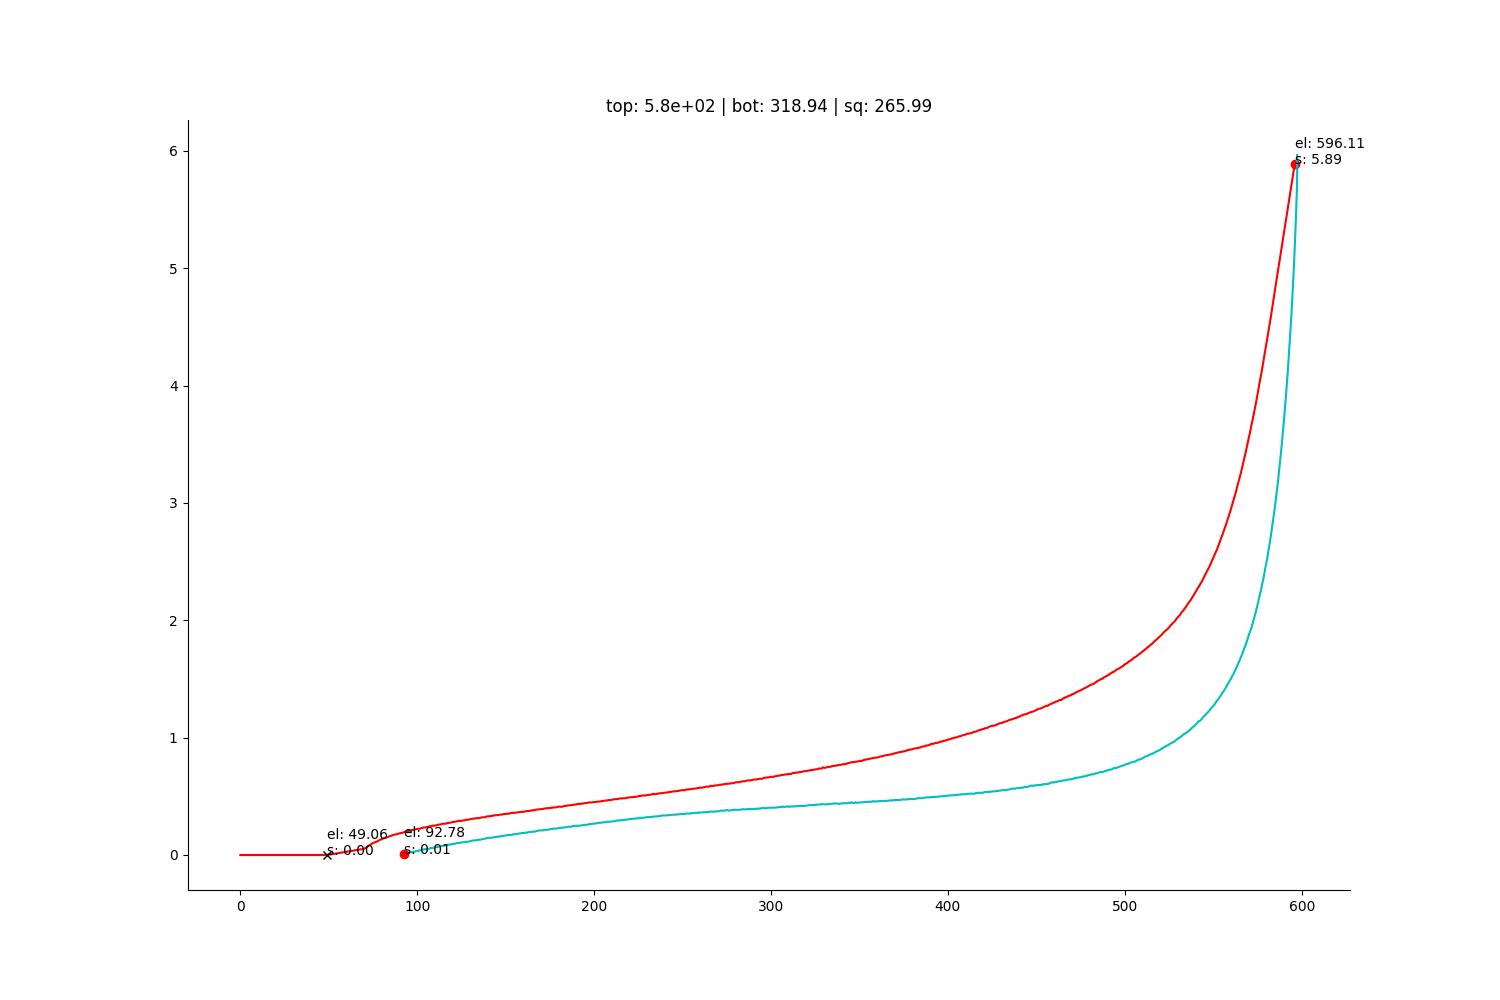 top: 5.8e+02 | bot: 318.94 | sq: 265.99
el: 596.11
s: 5.89
6
5
4
3
2
1
0
el: 49.06
s: 0.00
el: 92.78
s: 0.01
0
100
200
300
400
500
600